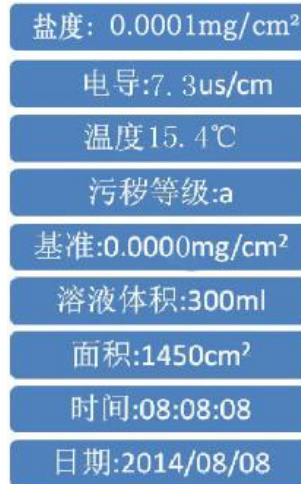 盐度: 0.0001mg/cm²
电导:7.3us/cm
温度15.4℃
污秽等级:a
基准:0.0000mg/cm²
溶液体积:300ml
面积:1450cm²
时间:08:08:08
日期:2014/08/08